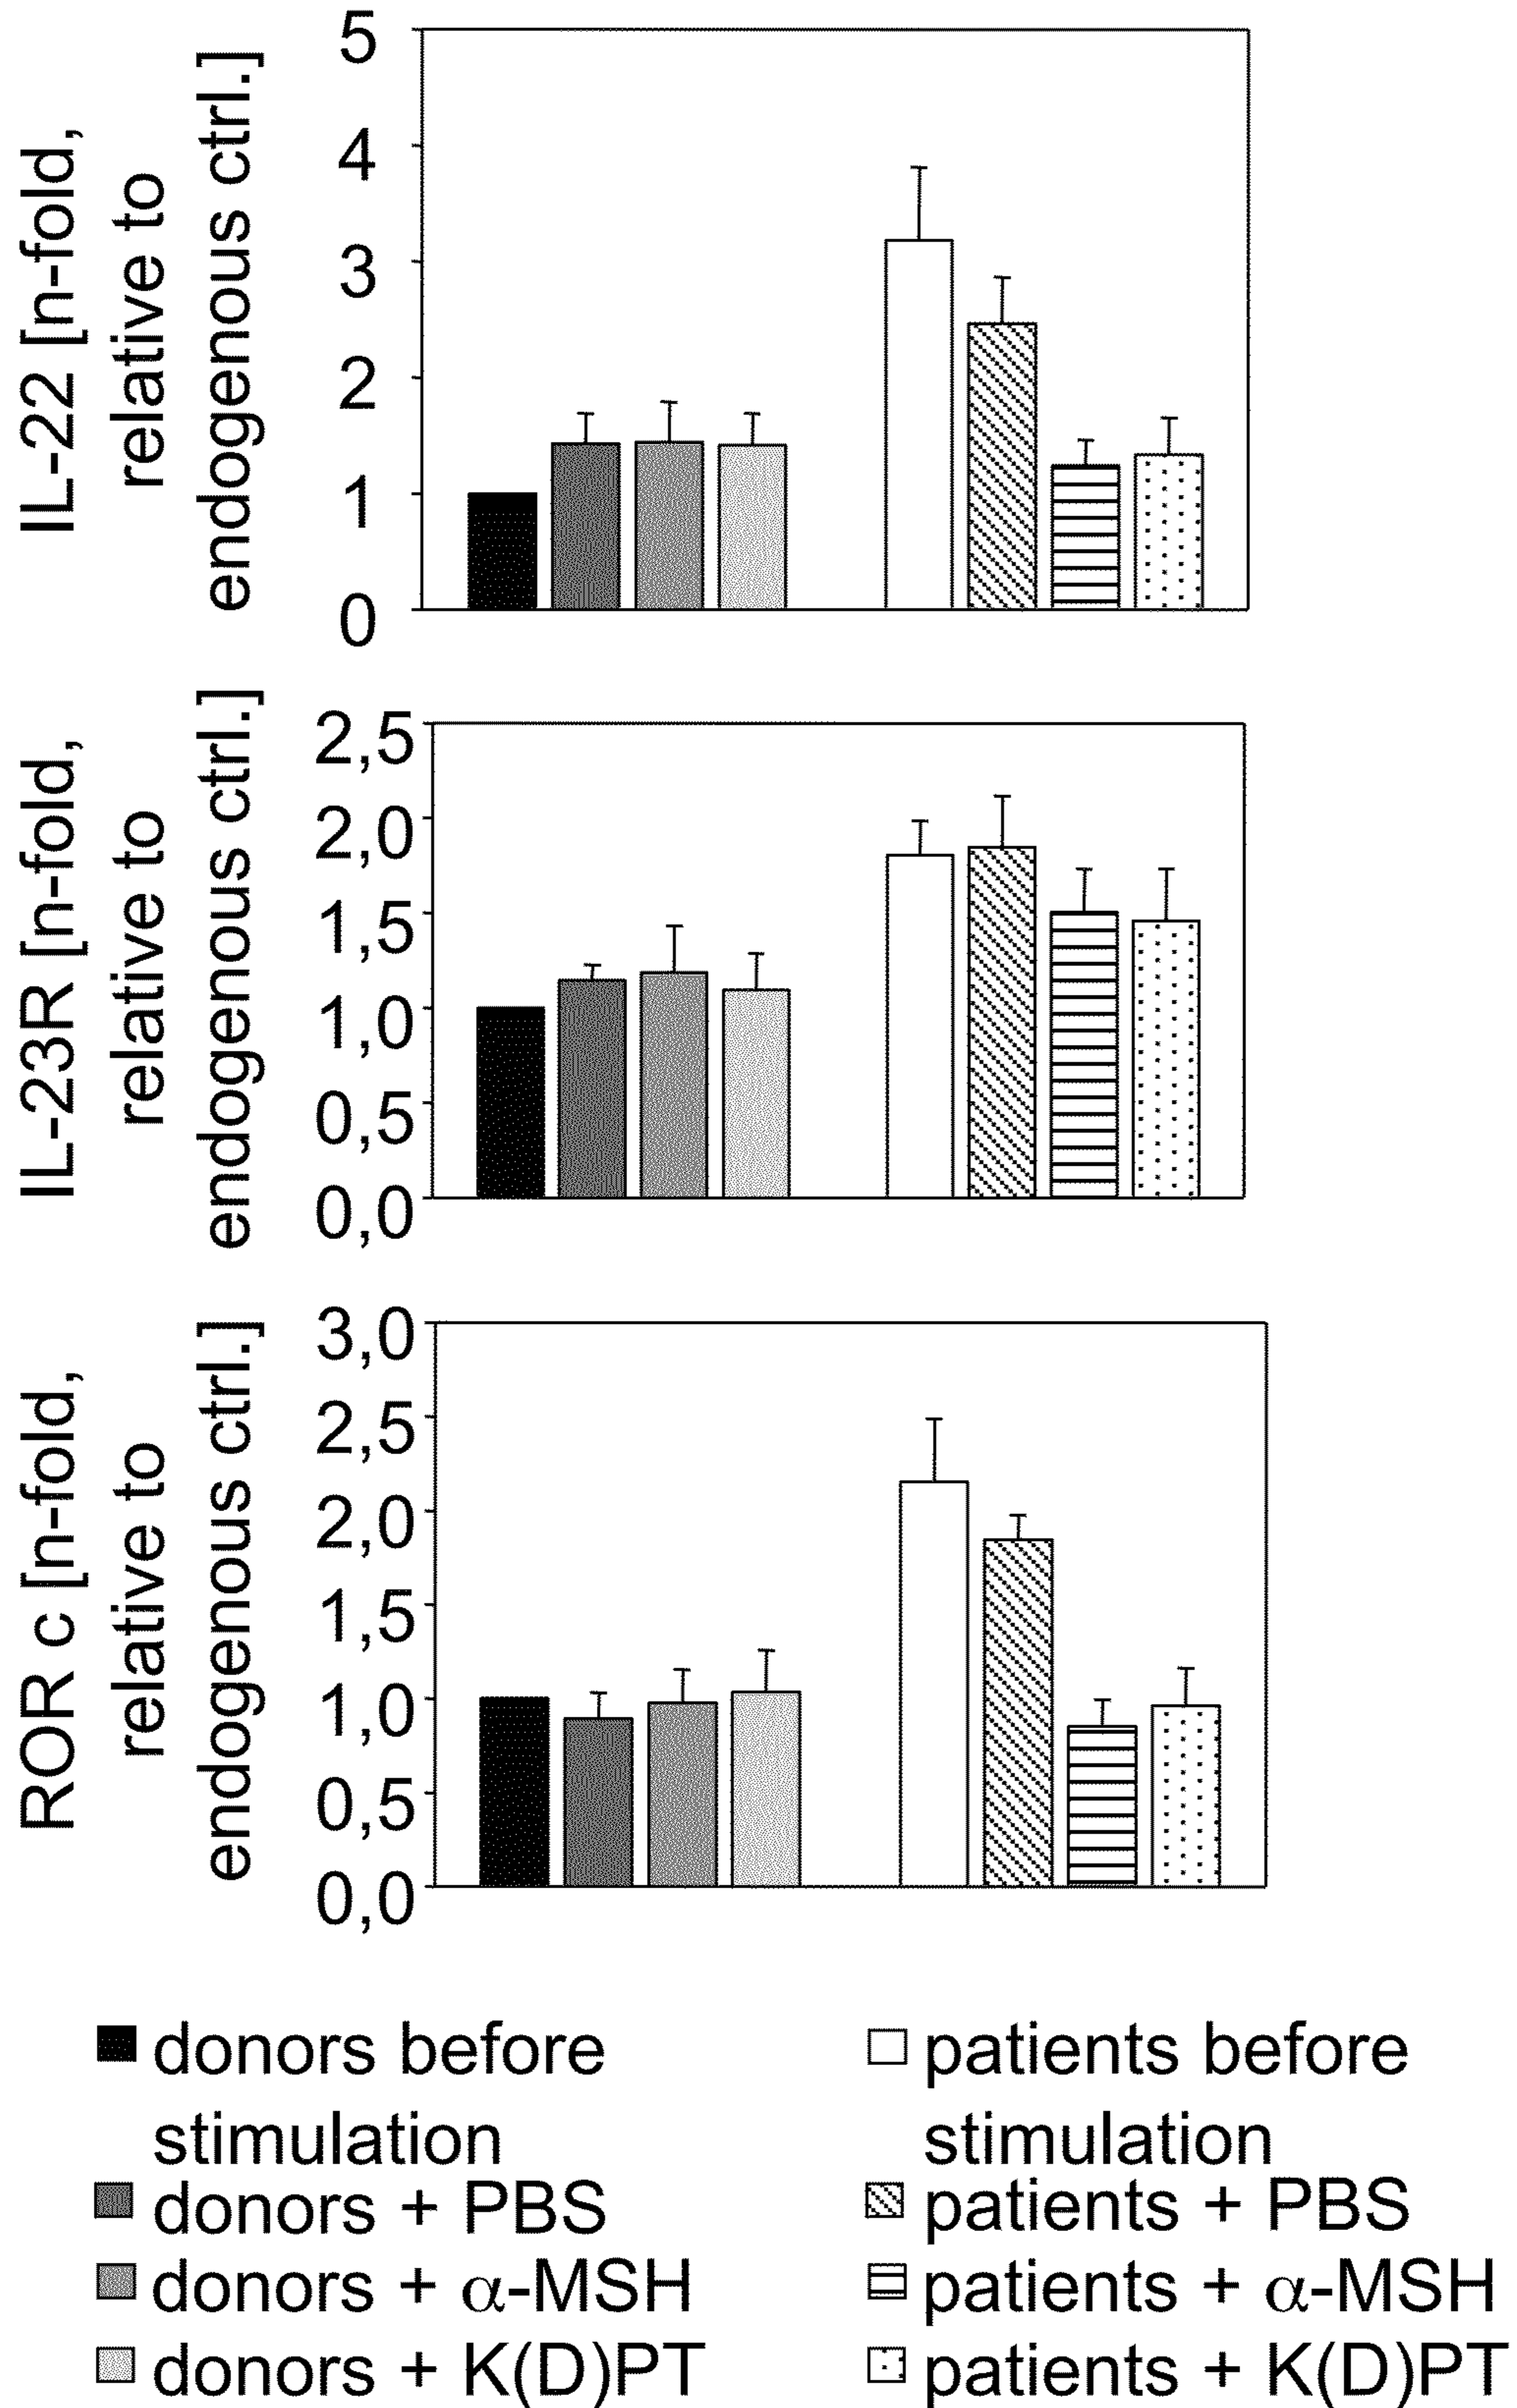 IL-22 [n-fold,
relative to
endogenous ctrl.]
5
4
3
2
1
0
IL-23R [n-fold,
relative to
endogenous ctrl.]
2,5
2,0
1,5
1,0
0,5
0,0
ROR c [n-fold,
relative to
endogenous ctrl.]
3,0
2,5
2,0
1,5
1,0
0,5
0,0
donors before
stimulation
donors + PBS
donors + α-MSH
donors + K(D)PT
patients before
stimulation
patients + PBS
patients + α-MSH
patients + K(D)PT